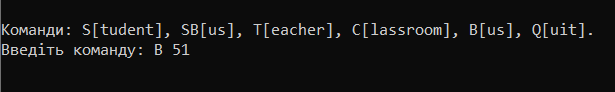 Команди: S[tudent], SB[us], T[eacher], C[lassroom], B[us], Q[uit].
Введіть команду: B 51